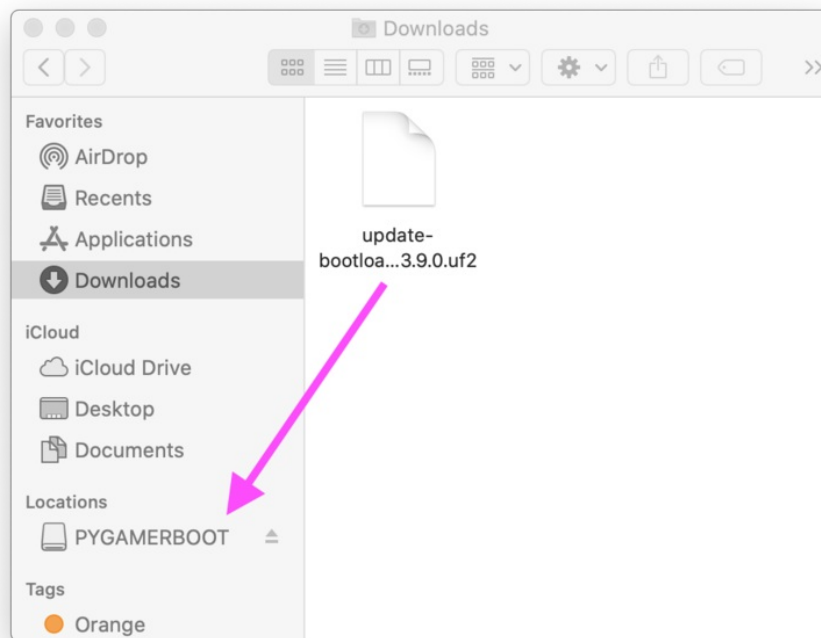 Downloads
Favorites
AirDrop
Recents
Applications
Downloads
iCloud
iCloud Drive
Desktop
Documents
Locations
PYGAMERBOOT
Tags
Orange
update-
bootloa...3.9.0.uf2